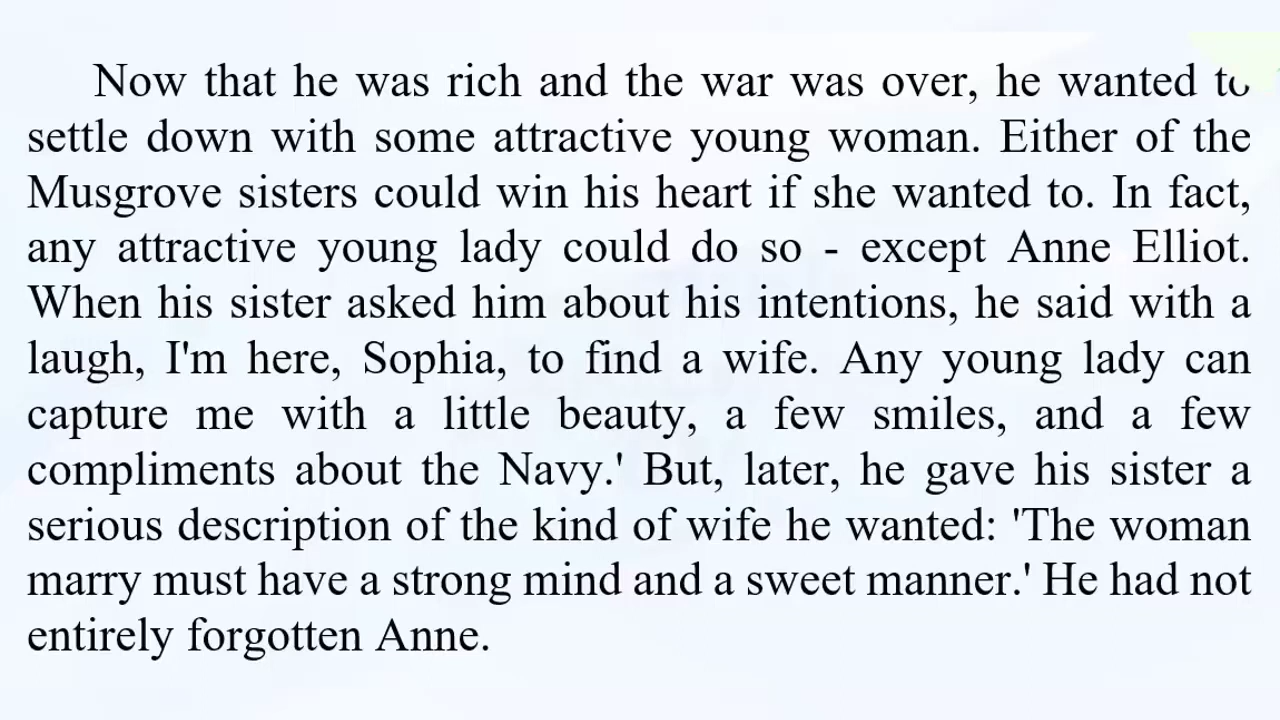 Now that he was rich and the war was over, he wanted to
settle down with some attractive young woman. Either of the
Musgrove sisters could win his heart if she wanted to. In fact,
any attractive young lady could do so - except Anne Elliot.
When his sister asked him about his intentions, he said with a
laugh, I'm here, Sophia, to find a wife. Any young lady can
capture me with a little beauty, a few smiles, and a few
compliments about the Navy.' But, later, he gave his sister a
serious description of the kind of wife he wanted: 'The woman
marry must have a strong mind and a sweet manner.' He had not
entirely forgotten Anne.